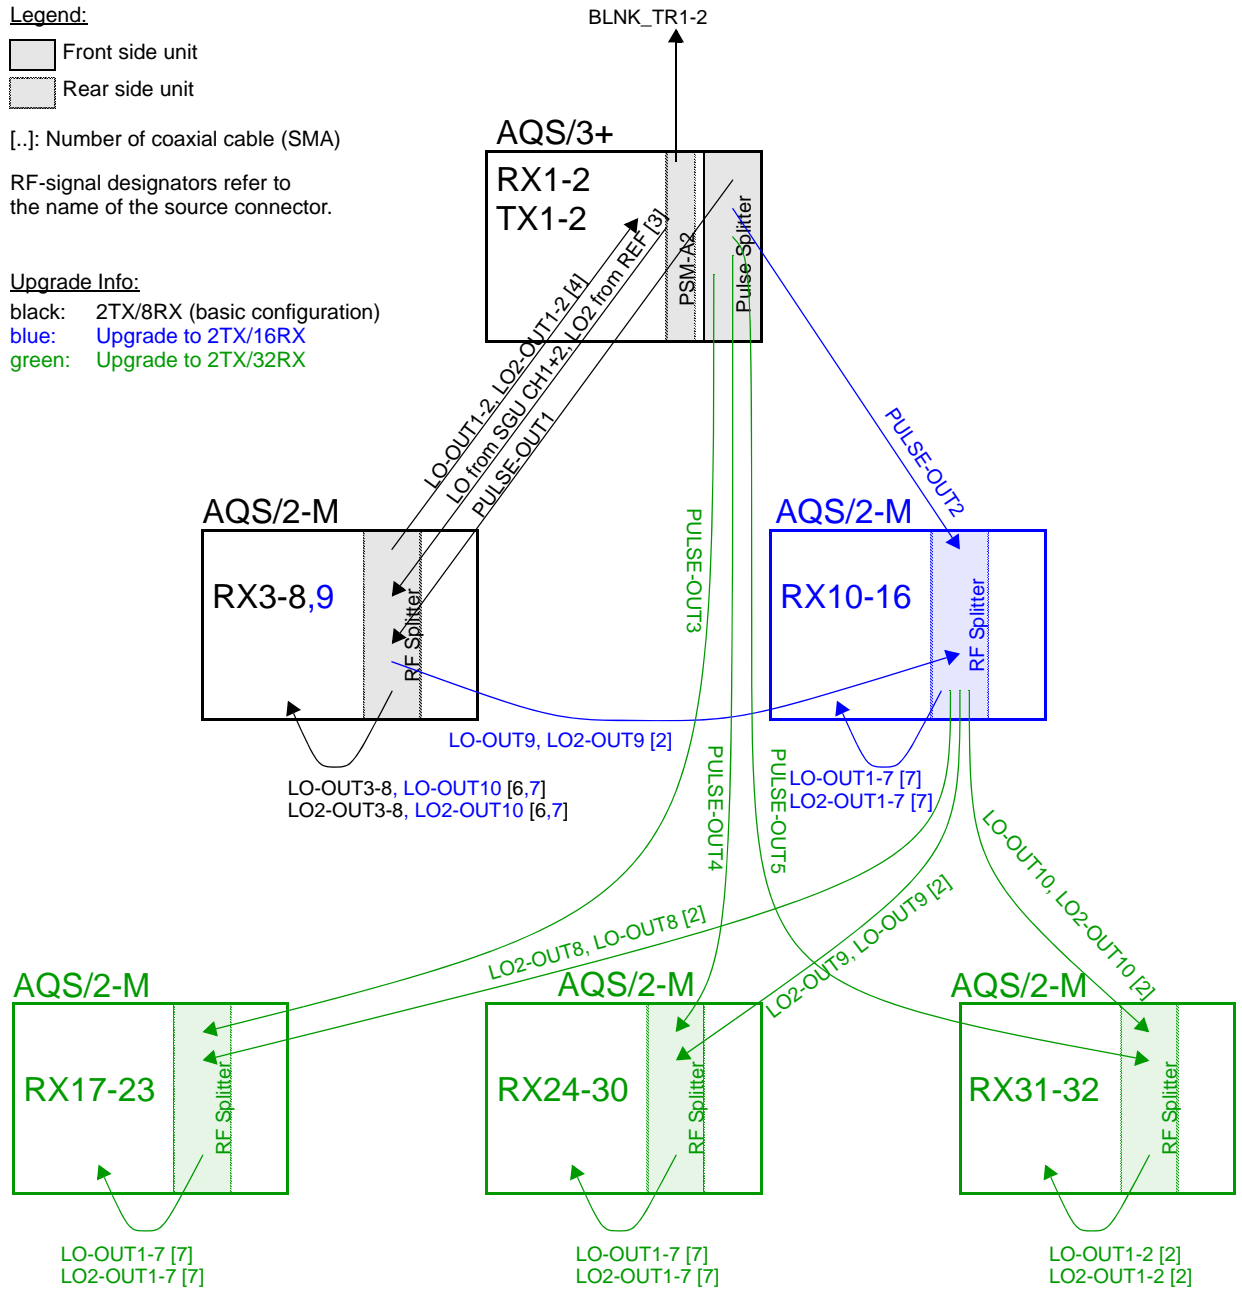 Legend:
Front side unit
Rear side unit
[..]: Number of coaxial cable (SMA)
RF-signal designators refer to
the name of the source connector.
Upgrade Info:
black: 2TX/8RX (basic configuration)
blue: Upgrade to 2TX/16RX
green: Upgrade to 2TX/32RX
BLNK_TR1-2
AQS/3+
RX1-2
TX1-2
PSM-A2
Pulse Splitter
LO-OUT1-2, LO2-OUT1-2 [4]
LO from SGU CH1+2, LO2 from REF [3]
PULSE-OUT1
PULSE-OUT2
AQS/2-M
RX3-8,9
RF Splitter
AQS/2-M
RX10-16
RF Splitter
PULSE-OUT3
PULSE-OUT4
PULSE-OUT5
LO-OUT9, LO2-OUT9 [2]
LO-OUT3-8, LO-OUT10 [6,7]
LO2-OUT3-8, LO2-OUT10 [6,7]
LO-OUT1-7 [7]
LO2-OUT1-7 [7]
LO2-OUT8, LO-OUT8 [2]
LO2-OUT9, LO-OUT9 [2]
LO-OUT10, LO2-OUT10 [2]
AQS/2-M
RX17-23
RF Splitter
LO-OUT1-7 [7]
LO2-OUT1-7 [7]
AQS/2-M
RX24-30
RF Splitter
LO-OUT1-7 [7]
LO2-OUT1-7 [7]
AQS/2-M
RX31-32
RF Splitter
LO-OUT1-2 [2]
LO2-OUT1-2 [2]